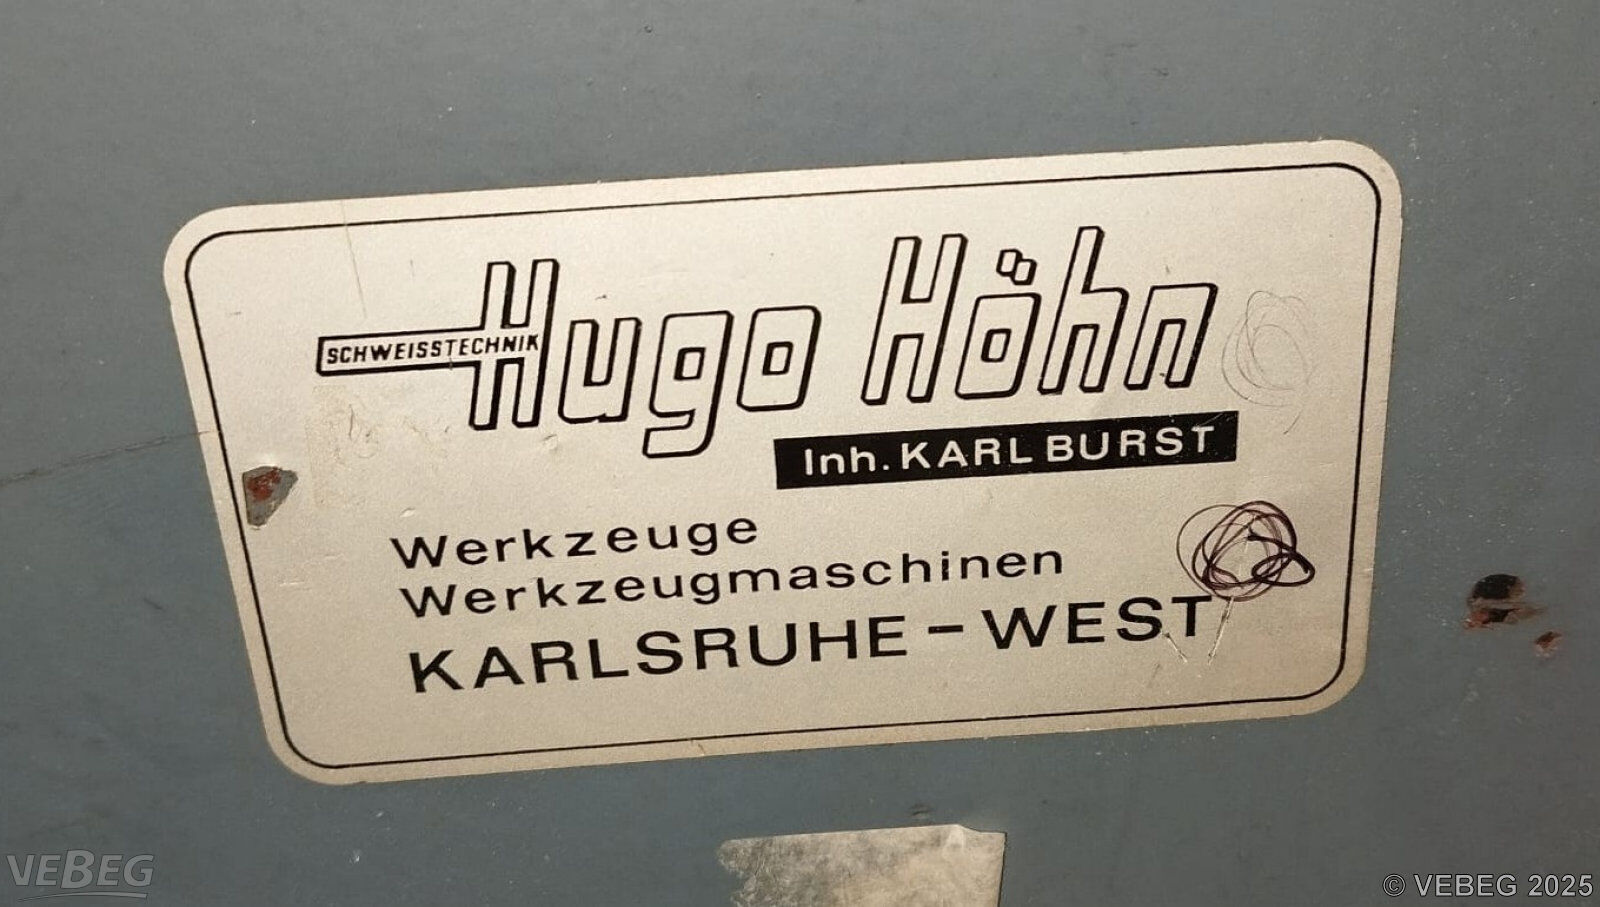 SCHWEISSTECHNIK
Hugo Höhn
Inh. KARL BURST
Werkzeuge
Werkzeugmaschinen
KARLSRUHE - WEST
VEBEG
© VEBEG 2025